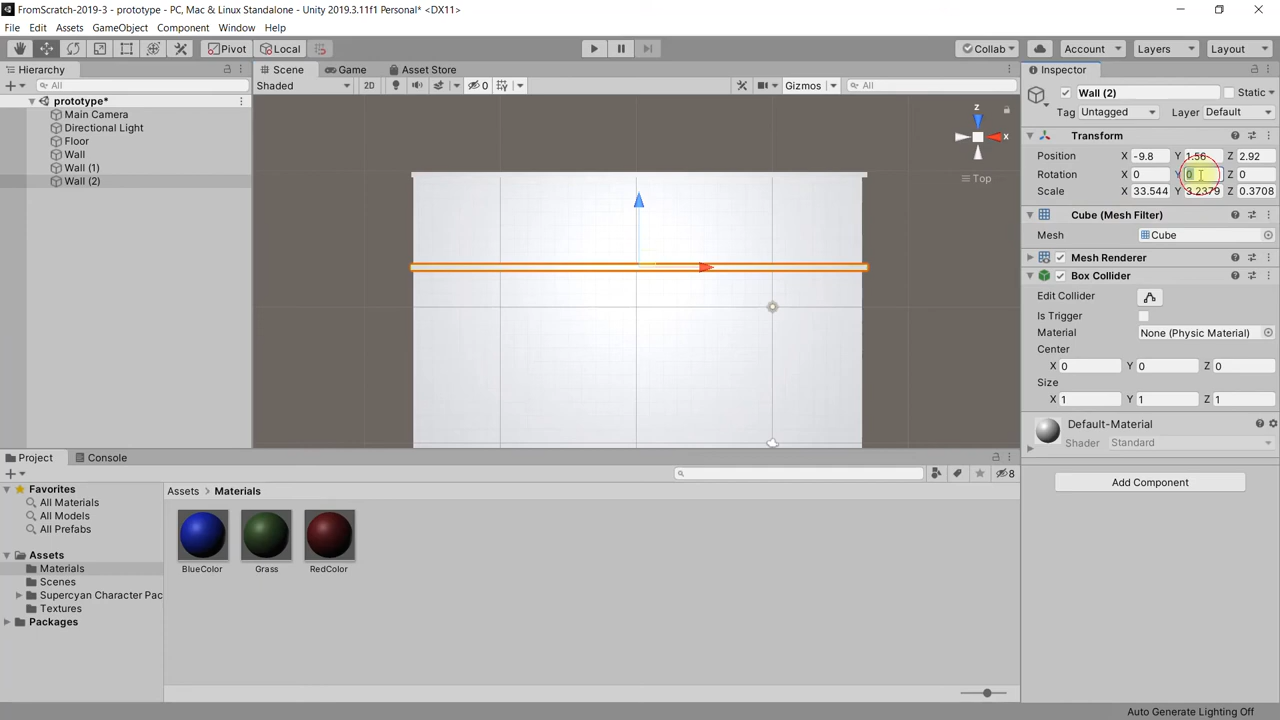 FromScratch-2019-3 - prototype - PC, Mac & Linux Standalone - Unity 2019.3.11f1 Personal* <DX11>
File Edit Assets GameObject Component Window Help
Pivot Local Collab Account Layers Layout
Hierarchy
All
prototype*
Main Camera
Directional Light
Floor
Wall
Wall (1)
Wall (2)
Scene Game Asset Store
Shaded 2D 0 Gizmos All
z
x
Top
Inspector
Wall (2) Static
Tag Untagged Layer Default
Transform
Position X -9.8 Y 1.56 Z 2.92
Rotation X 0 Y 0 Z 0
Scale X 33.544 Y 3.2379 Z 0.3708
Cube (Mesh Filter)
Mesh Cube
Mesh Renderer
Box Collider
Edit Collider
Is Trigger
Material None (Physic Material)
Center
X 0 Y 0 Z 0
Size
X 1 Y 1 Z 1
Default-Material
Shader Standard
Add Component
Project Console
8
Favorites
All Materials
All Models
All Prefabs
Assets
Materials
Scenes
Supercyan Character Pac
Textures
Packages
Assets > Materials
BlueColor Grass RedColor
Auto Generate Lighting Off